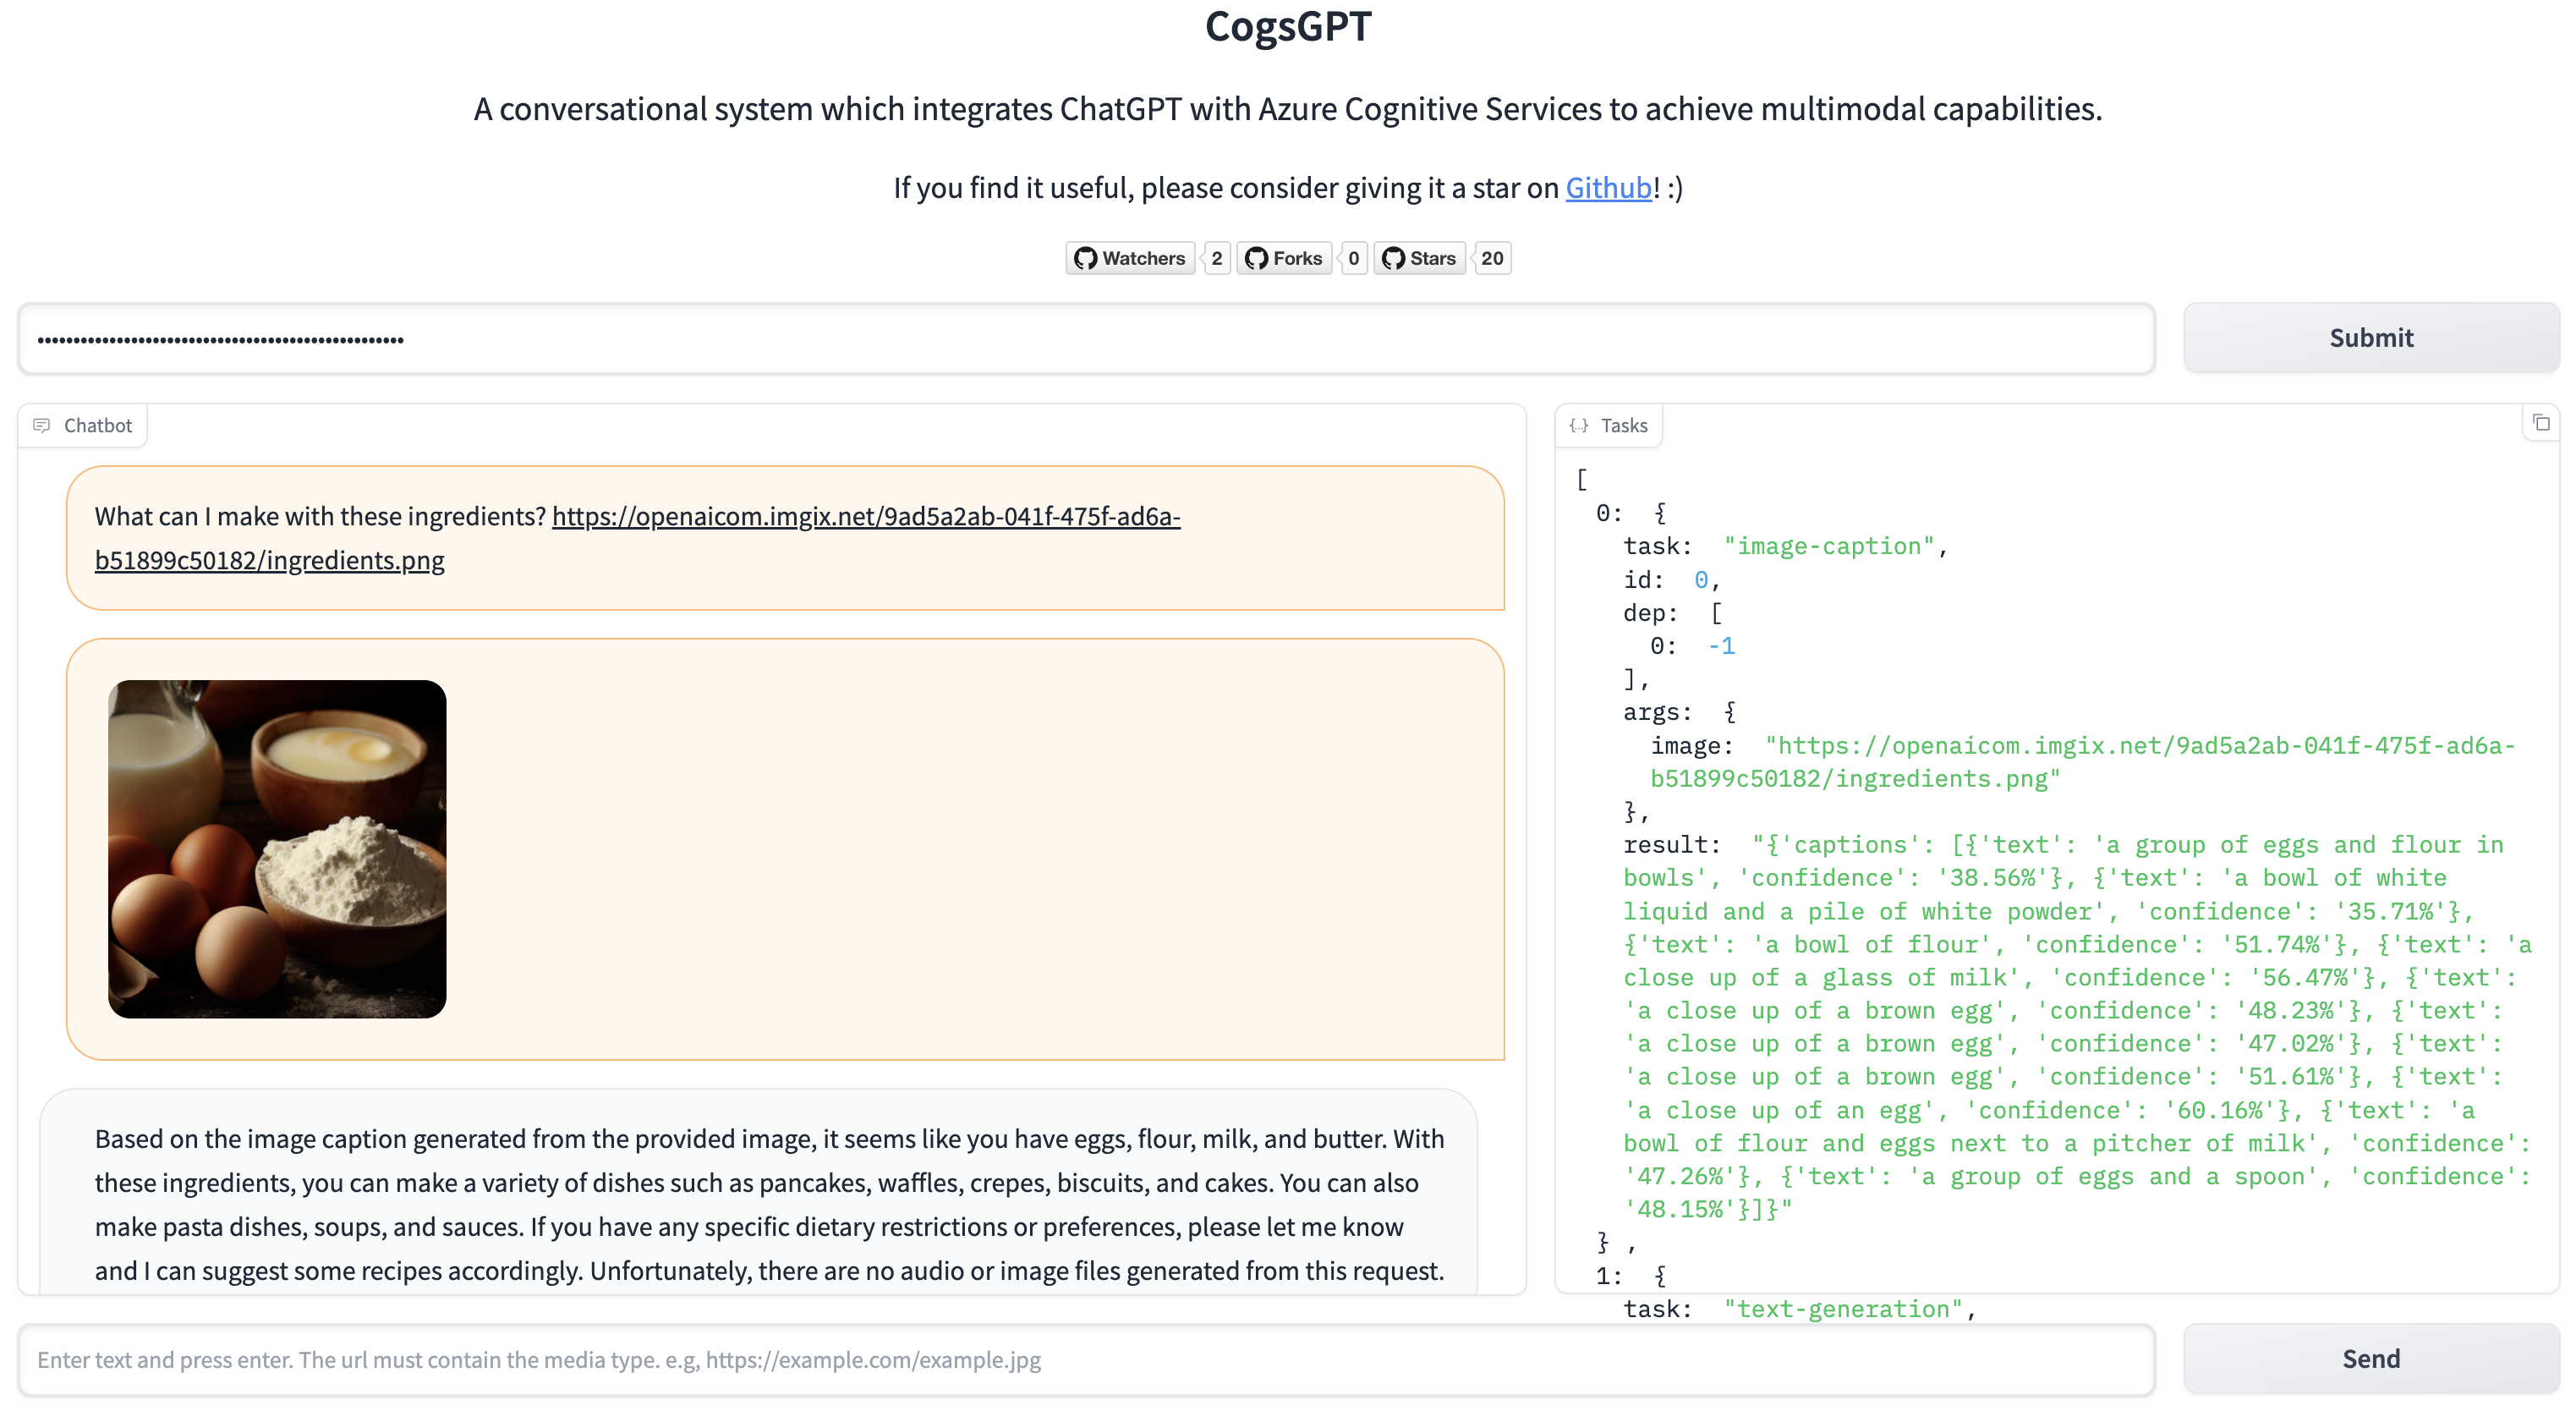 CogsGPT
A conversational system which integrates ChatGPT with Azure Cognitive Services to achieve multimodal capabilities.
If you find it useful, please consider giving it a star on Github! :)
Watchers 2 Forks 0 Stars 20
••••••••••••••••••••••••••••••••••••••••••••••••••• Submit
Chatbot
What can I make with these ingredients? https://openaicom.imgix.net/9ad5a2ab-041f-475f-ad6a-
b51899c50182/ingredients.png
Based on the image caption generated from the provided image, it seems like you have eggs, flour, milk, and butter. With
these ingredients, you can make a variety of dishes such as pancakes, waffles, crepes, biscuits, and cakes. You can also
make pasta dishes, soups, and sauces. If you have any specific dietary restrictions or preferences, please let me know
and I can suggest some recipes accordingly. Unfortunately, there are no audio or image files generated from this request.
{..} Tasks
[
0: {
task: "image-caption",
id: 0,
dep: [
0: -1
],
args: {
image: "https://openaicom.imgix.net/9ad5a2ab-041f-475f-ad6a-
b51899c50182/ingredients.png"
},
result: "{'captions': [{'text': 'a group of eggs and flour in
bowls', 'confidence': '38.56%'}, {'text': 'a bowl of white
liquid and a pile of white powder', 'confidence': '35.71%'},
{'text': 'a bowl of flour', 'confidence': '51.74%'}, {'text': 'a
close up of a glass of milk', 'confidence': '56.47%'}, {'text':
'a close up of a brown egg', 'confidence': '48.23%'}, {'text':
'a close up of a brown egg', 'confidence': '47.02%'}, {'text':
'a close up of a brown egg', 'confidence': '51.61%'}, {'text':
'a close up of an egg', 'confidence': '60.16%'}, {'text': 'a
bowl of flour and eggs next to a pitcher of milk', 'confidence':
'47.26%'}, {'text': 'a group of eggs and a spoon', 'confidence':
'48.15%'}]}"
} ,
1: {
task: "text-generation",
Enter text and press enter. The url must contain the media type. e.g, https://example.com/example.jpg
Send